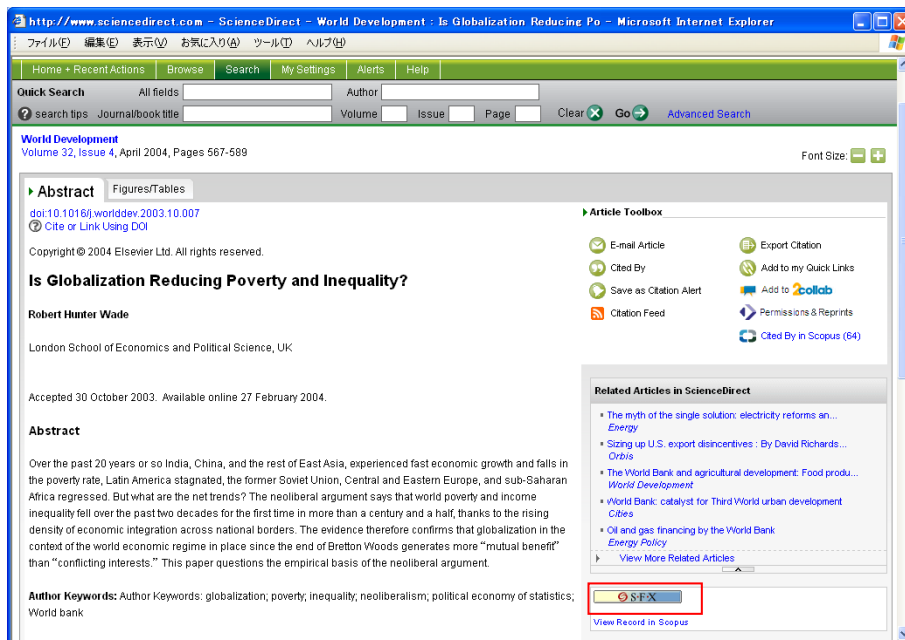 http://www.sciencedirect.com - ScienceDirect - World Development : Is Globalization Reducing Po - Microsoft Internet Explorer
ファイル(F) 編集(E) 表示(V) お気に入り(A) ツール(T) ヘルプ(H)
Home + Recent Actions Browse Search My Settings Alerts Help
Quick Search All fields Author
? search tips Journal/book title Volume Issue Page Clear Go Advanced Search
World Development
Volume 32, Issue 4, April 2004, Pages 567-589
Font Size:
Abstract Figures/Tables
doi:10.1016/j.worlddev.2003.10.007
? Cite or Link Using DOI
Copyright © 2004 Elsevier Ltd. All rights reserved.
Is Globalization Reducing Poverty and Inequality?
Robert Hunter Wade
London School of Economics and Political Science, UK
Accepted 30 October 2003. Available online 27 February 2004.
Abstract
Over the past 20 years or so India, China, and the rest of East Asia, experienced fast economic growth and falls in
the poverty rate, Latin America stagnated, the former Soviet Union, Central and Eastern Europe, and sub-Saharan
Africa regressed. But what are the net trends? The neoliberal argument says that world poverty and income
inequality fell over the past two decades for the first time in more than a century and a half, thanks to the rising
density of economic integration across national borders. The evidence therefore confirms that globalization in the
context of the world economic regime in place since the end of Bretton Woods generates more “mutual benefit”
than “conflicting interests.” This paper questions the empirical basis of the neoliberal argument.
Author Keywords: Author Keywords: globalization; poverty; inequality; neoliberalism; political economy of statistics;
World bank
Article Toolbox
E-mail Article Export Citation
Cited By Add to my Quick Links
Save as Citation Alert Add to 2collab
Citation Feed Permissions & Reprints
Cited By in Scopus (64)
Related Articles in ScienceDirect
The myth of the single solution: electricity reforms an...
Energy
Sizing up U.S. export disincentives : By David Richards...
Orbis
The World Bank and agricultural development: Food produ...
World Development
World Bank: catalyst for Third World urban development
Cities
Oil and gas financing by the World Bank
Energy Policy
View More Related Articles
S·F·X
View Record in Scopus